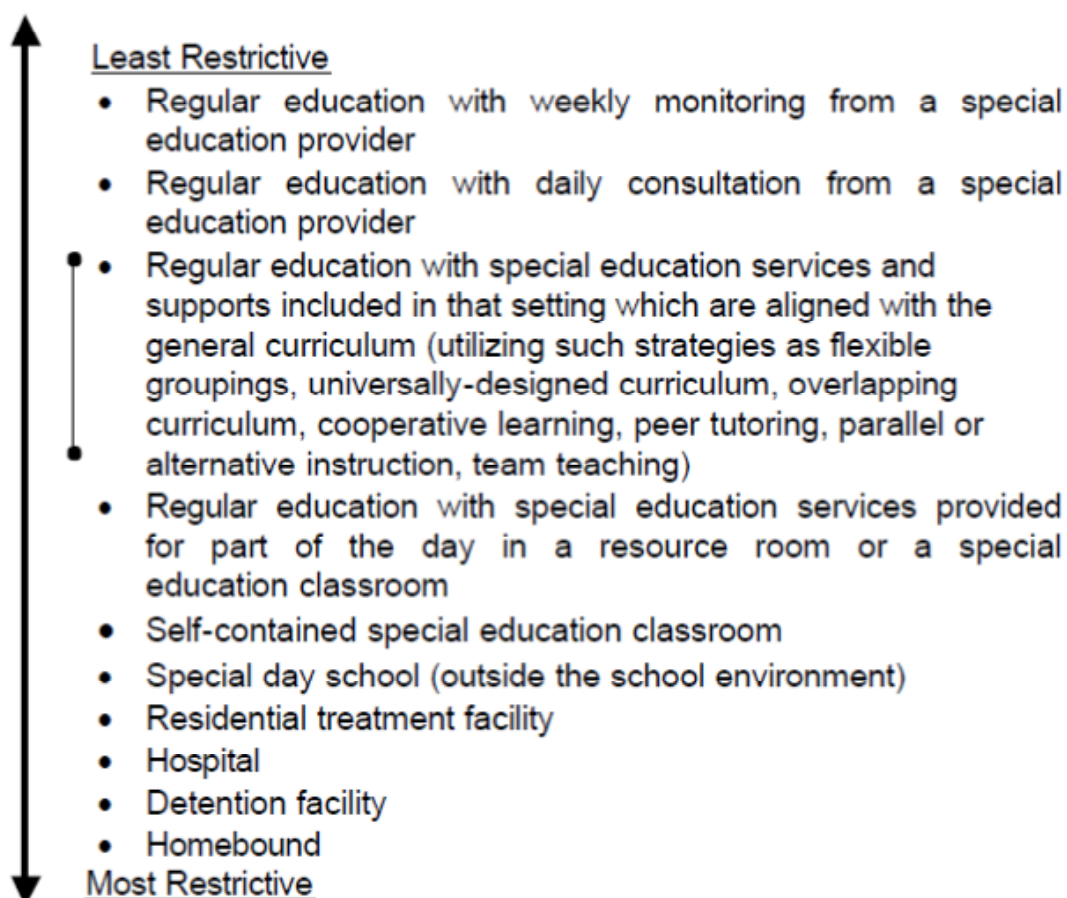 Least Restrictive
• Regular education with weekly monitoring from a special
education provider
• Regular education with daily consultation from a special
education provider
• Regular education with special education services and
supports included in that setting which are aligned with the
general curriculum (utilizing such strategies as flexible
groupings, universally-designed curriculum, overlapping
curriculum, cooperative learning, peer tutoring, parallel or
alternative instruction, team teaching)
• Regular education with special education services provided
for part of the day in a resource room or a special
education classroom
• Self-contained special education classroom
• Special day school (outside the school environment)
• Residential treatment facility
• Hospital
• Detention facility
• Homebound
Most Restrictive